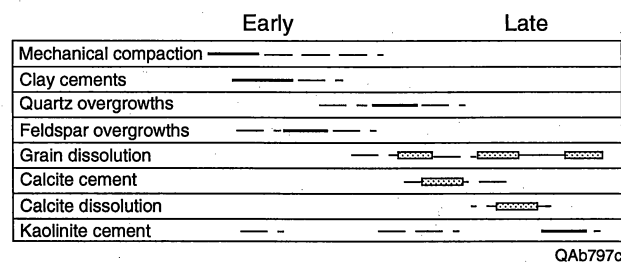 Early Late
Mechanical compaction
Clay cements
Quartz overgrowths
Feldspar overgrowths
Grain dissolution
Calcite cement
Calcite dissolution
Kaolinite cement
QAb797c